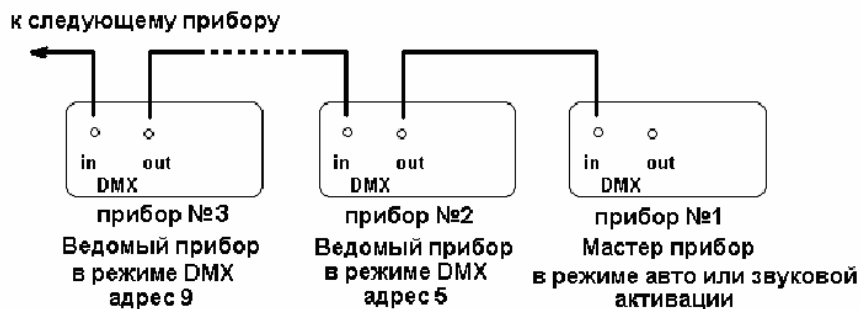 к следующему прибору
in out
DMX
прибор №3
Ведомый прибор
в режиме DMX
адрес 9
in out
DMX
прибор №2
Ведомый прибор
в режиме DMX
адрес 5
in out
DMX
прибор №1
Мастер прибор
в режиме авто или звуковой
активации